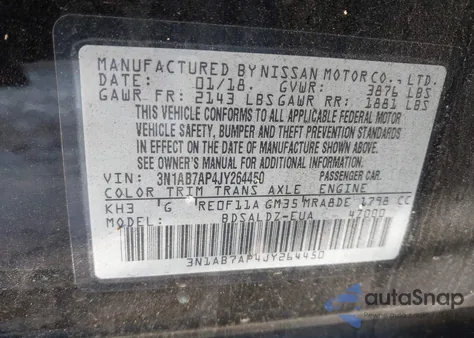 MANUFACTURED BY NISSAN MOTOR CO., LTD.
DATE: 01/18. GVWR: 3876 LBS
GAWR FR: 2143 LBS GAWR RR: 1881 LBS
THIS VEHICLE CONFORMS TO ALL APPLICABLE FEDERAL MOTOR
VEHICLE SAFETY, BUMPER AND THEFT PREVENTION STANDARDS
IN EFFECT ON THE DATE OF MANUFACTURE SHOWN ABOVE.
SEE OWNER'S MANUAL FOR ADDITIONAL INFORMATION
VIN: 3N1AB7AP4JY264450 PASSENGER CAR.
COLOR TRIM TRANS AXLE ENGINE
KH3 G RE0F11A GM35 MRA8DE 1798 CC
MODEL: BDSALDZ-EUA 47000
3N1AB7AP4JY264450
autoSnap
POWERED BY